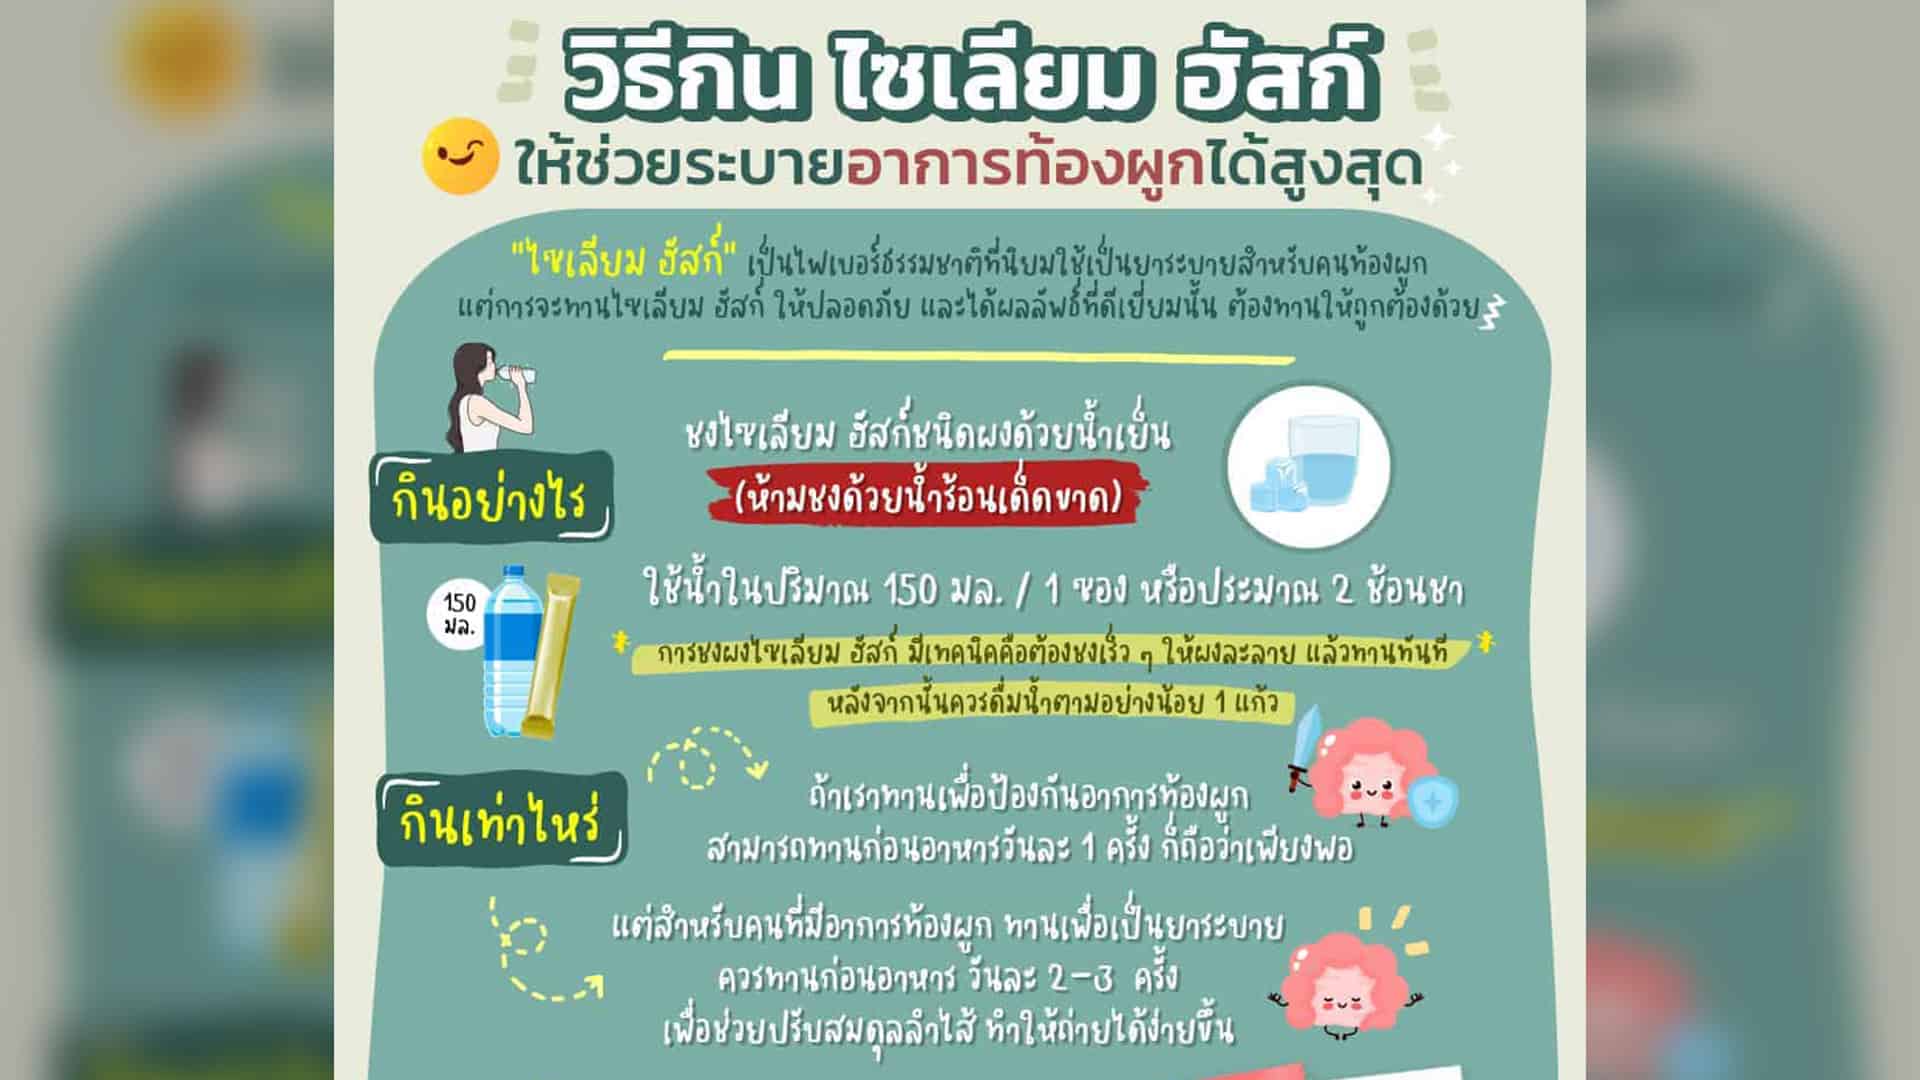 วิธีกิน ไซเลียม ฮัสก์
ให้ช่วยระบายอาการท้องผูกได้สูงสุด
"ไซเลียม ฮัสก์" เป็นไฟเบอร์ธรรมชาติที่นิยมใช้เป็นยาระบายสำหรับคนท้องผูก
แต่การจะทานไซเลียม ฮัสก์ ให้ปลอดภัย และได้ผลลัพธ์ที่ดีเยี่ยมนั้น ต้องทานให้ถูกต้องด้วย
กินอย่างไร
ชงไซเลียม ฮัสก์ชนิดผงด้วยน้ำเย็น
(ห้ามชงด้วยน้ำร้อนเด็ดขาด)
150
มล.
ใช้น้ำในปริมาณ 150 มล. / 1 ซอง หรือประมาณ 2 ช้อนชา
การชงผงไซเลียม ฮัสก์ มีเทคนิคคือต้องชงเร็ว ๆ ให้ผงละลาย แล้วทานทันที
หลังจากนั้นควรดื่มน้ำตามอย่างน้อย 1 แก้ว
กินเท่าไหร่
ถ้าเราทานเพื่อป้องกันอาการท้องผูก
สามารถทานก่อนอาหารวันละ 1 ครั้ง ก็ถือว่าเพียงพอ
แต่สำหรับคนที่มีอาการท้องผูก ทานเพื่อเป็นยาระบาย
ควรทานก่อนอาหาร วันละ 2-3 ครั้ง
เพื่อช่วยปรับสมดุลลำไส้ ทำให้ถ่ายได้ง่ายขึ้น